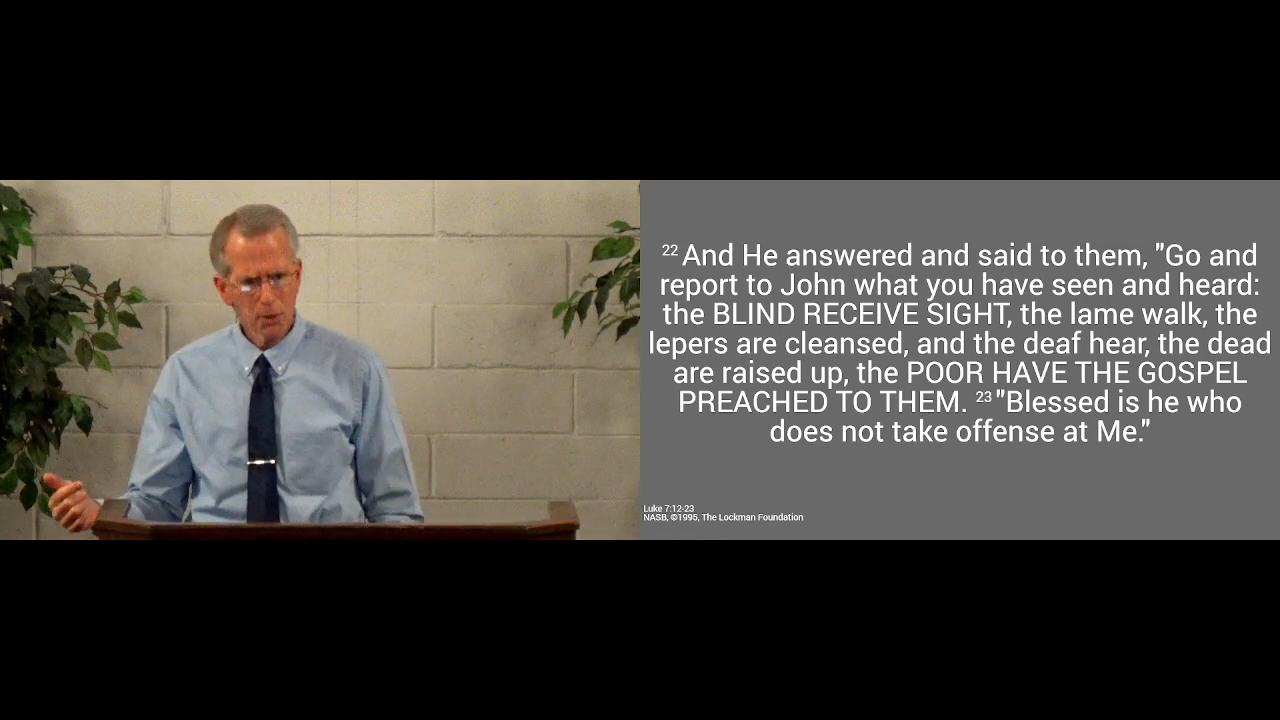 22 And He answered and said to them, "Go and
report to John what you have seen and heard:
the BLIND RECEIVE SIGHT, the lame walk, the
lepers are cleansed, and the deaf hear, the dead
are raised up, the POOR HAVE THE GOSPEL
PREACHED TO THEM. 23 "Blessed is he who
does not take offense at Me."
Luke 7:12-23
NASB, ©1995, The Lockman Foundation